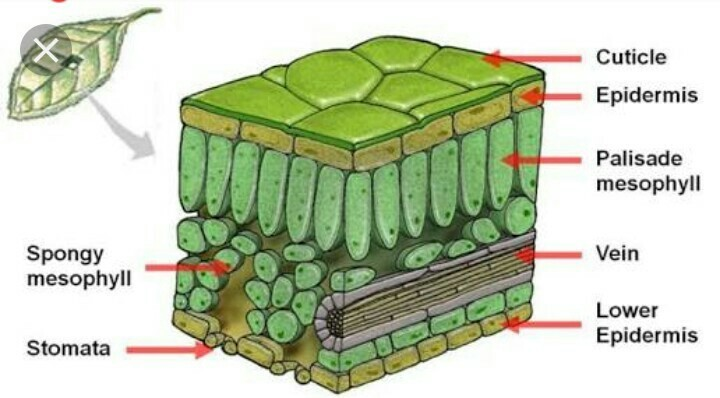 Cuticle
Epidermis
Palisade
mesophyll
Spongy
mesophyll
Vein
Stomata
Lower
Epidermis